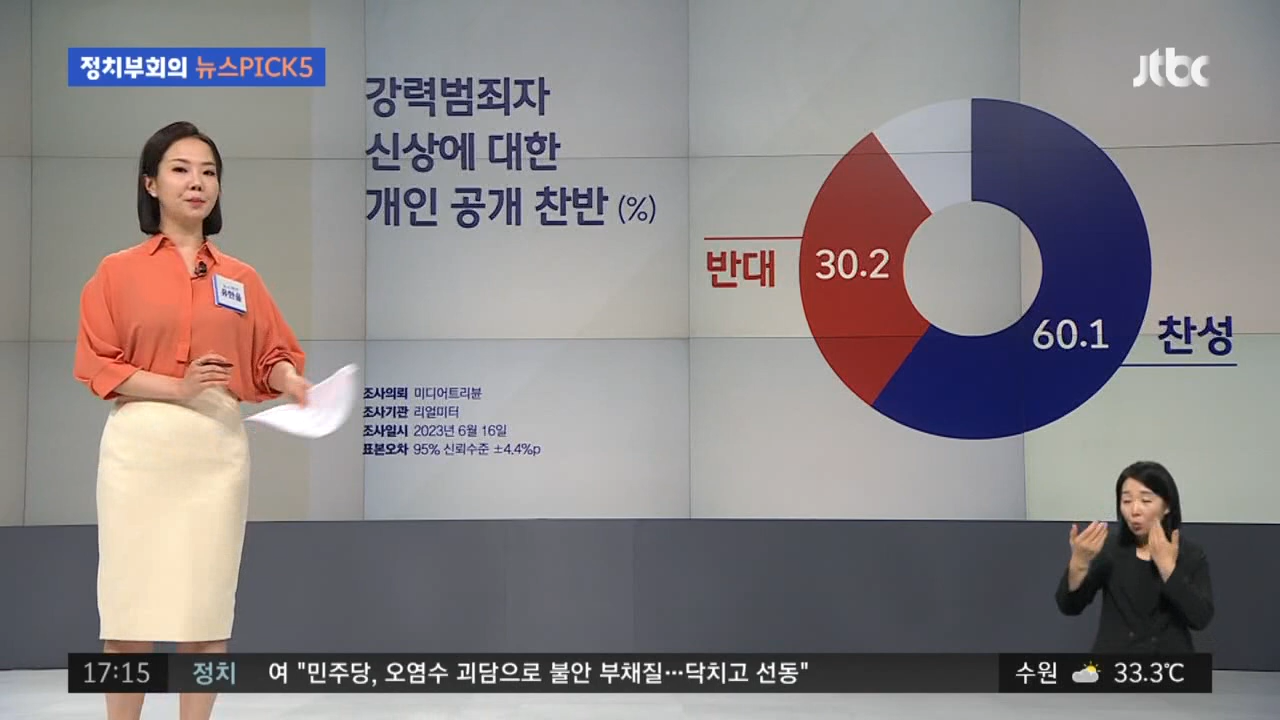 정치부회의 뉴스PICK5
jtbc
강력범죄자
신상에 대한
개인 공개 찬반 (%)
반대
30.2
60.1
찬성
유한울
조사의뢰 미디어트리뷴
조사기관 리얼미터
조사일시 2023년 6월 16일
표본오차 95% 신뢰수준 ±4.4%p
17:15 정치 여 "민주당, 오염수 괴담으로 불안 부채질…닥치고 선동" 수원 33.3℃